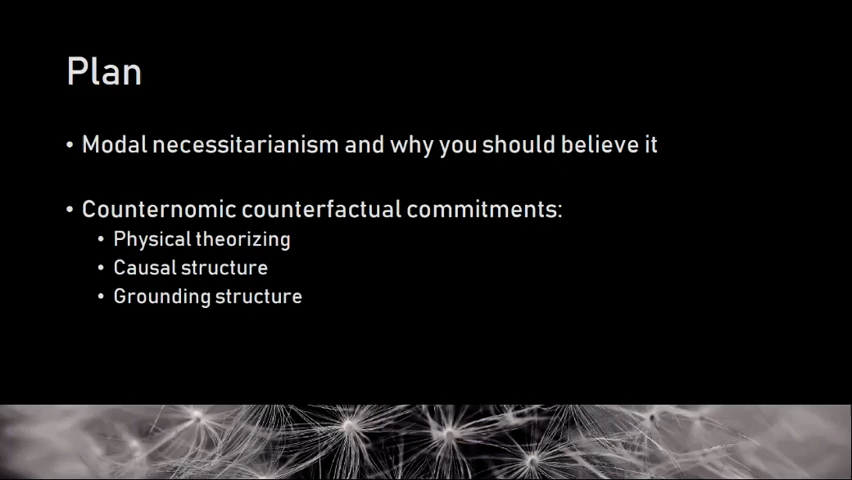 Plan
• Modal necessitarianism and why you should believe it
• Counternomic counterfactual commitments:
• Physical theorizing
• Causal structure
• Grounding structure